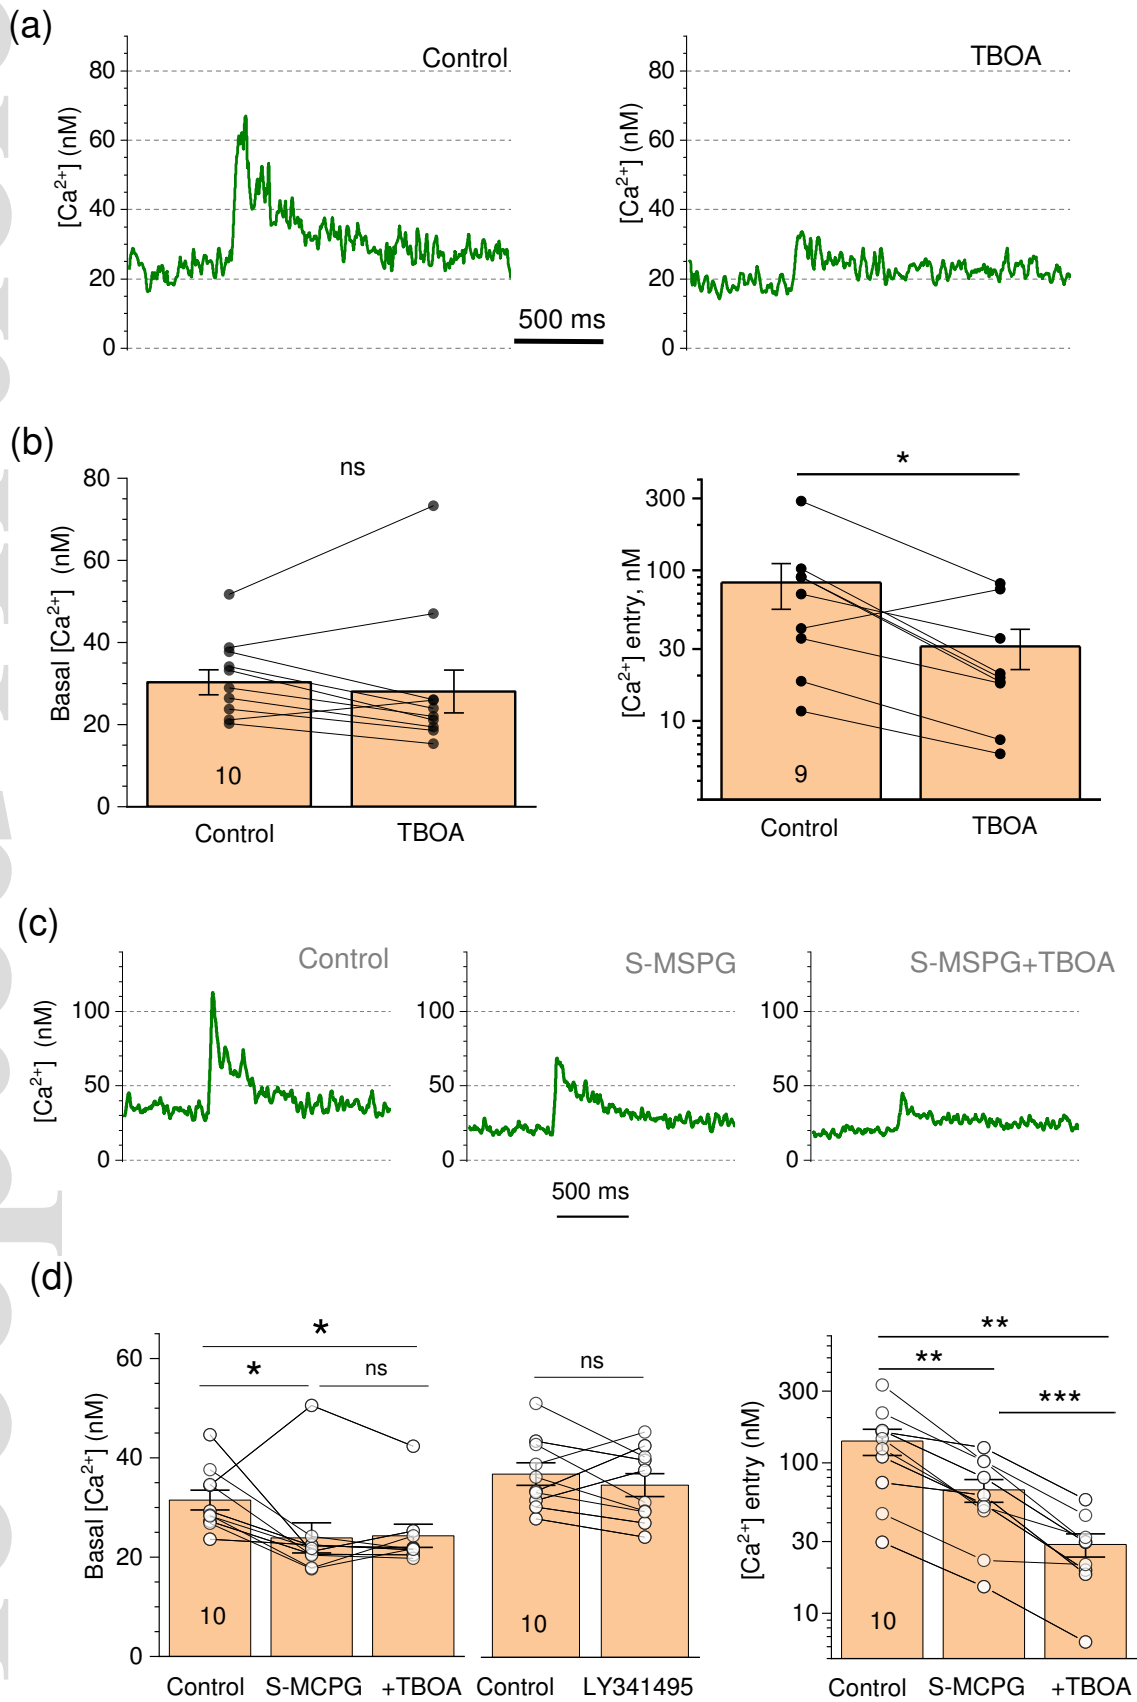 (a)
Control
TBOA
[Ca²⁺] (nM)
80
60
40
20
0
[Ca²⁺] (nM)
80
60
40
20
0
500 ms
(b)
ns
Basal [Ca²⁺] (nM)
80
60
40
20
0
10
Control
TBOA
*
[Ca²⁺] entry, nM
300
100
30
10
9
Control
TBOA
(c)
Control
S-MSPG
S-MSPG+TBOA
[Ca²⁺] (nM)
100
50
0
100
50
0
100
50
0
500 ms
(d)
*
*
ns
Basal [Ca²⁺] (nM)
60
40
20
0
10
Control
S-MCPG
+TBOA
ns
10
Control
LY341495
**
**
***
[Ca²⁺] entry (nM)
300
100
30
10
10
Control
S-MCPG
+TBOA